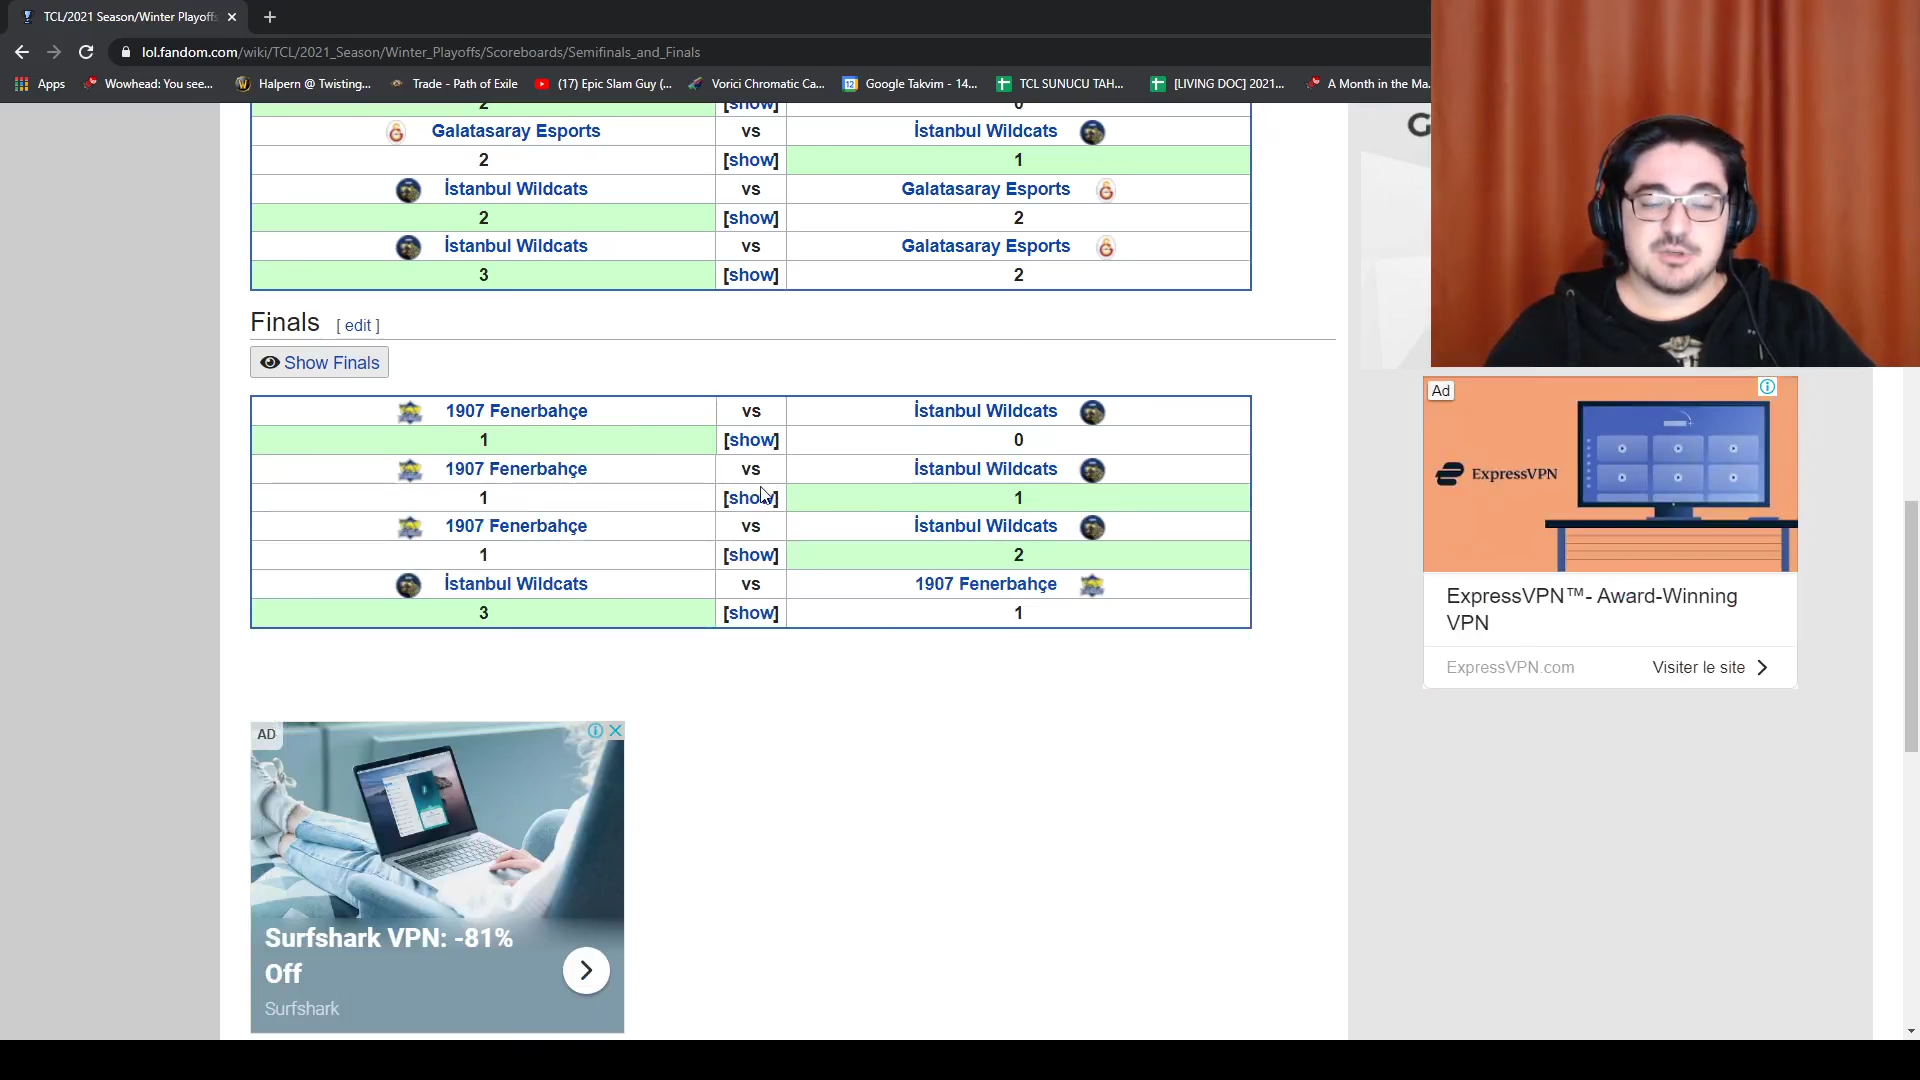 TCL/2021 Season/Winter Playoffs
lol.fandom.com/wiki/TCL/2021_Season/Winter_Playoffs/Scoreboards/Semifinals_and_Finals
Apps Wowhead: You see... Halpern @ Twisting... Trade - Path of Exile (17) Epic Slam Guy (... Vorici Chromatic Ca... Google Takvim - 14... TCL SUNUCU TAH... [LIVING DOC] 2021... A Month in the Ma
2 [show] 0
Galatasaray Esports vs İstanbul Wildcats
2 [show] 1
İstanbul Wildcats vs Galatasaray Esports
2 [show] 2
İstanbul Wildcats vs Galatasaray Esports
3 [show] 2
Finals [ edit ]
Show Finals
1907 Fenerbahçe vs İstanbul Wildcats
1 [show] 0
1907 Fenerbahçe vs İstanbul Wildcats
1 [show] 1
1907 Fenerbahçe vs İstanbul Wildcats
1 [show] 2
İstanbul Wildcats vs 1907 Fenerbahçe
3 [show] 1
G
Ad
ExpressVPN
ExpressVPN™- Award-Winning
VPN
ExpressVPN.com Visiter le site
AD
Surfshark VPN: -81%
Off
Surfshark